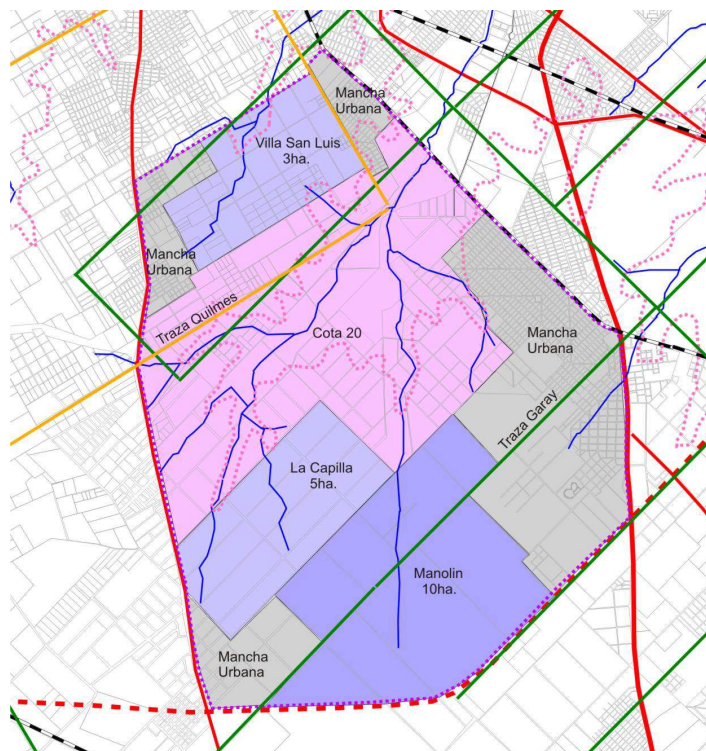 Mancha
Urbana
Villa San Luis
3ha.
Mancha
Urbana
Traza Quilmes
Cota 20
Mancha
Urbana
Traza Garay
La Capilla
5ha.
C2
Manolin
10ha.
Mancha
Urbana